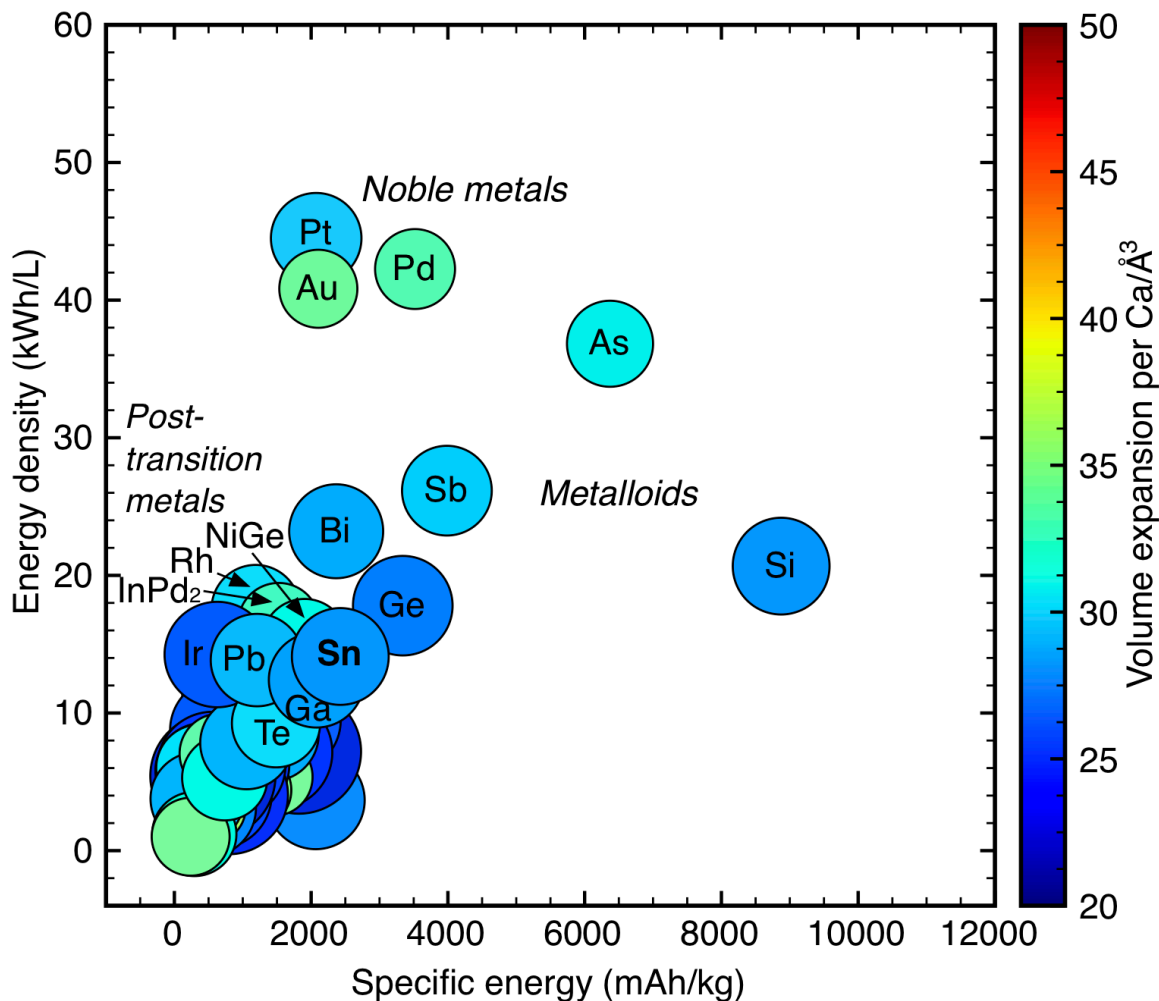 60
50
40
30
20
10
0
Energy density (kWh/L)
Noble metals
Pt
Au
Pd
As
Post-
transition
metals
Sb
Metalloids
Bi
NiGe
Rh
InPd2
Ge
Si
Ir
Pb
Sn
Ga
Te
0 2000 4000 6000 8000 10000 12000
Specific energy (mAh/kg)
50
45
40
35
30
25
20
Volume expansion per Ca/Å³